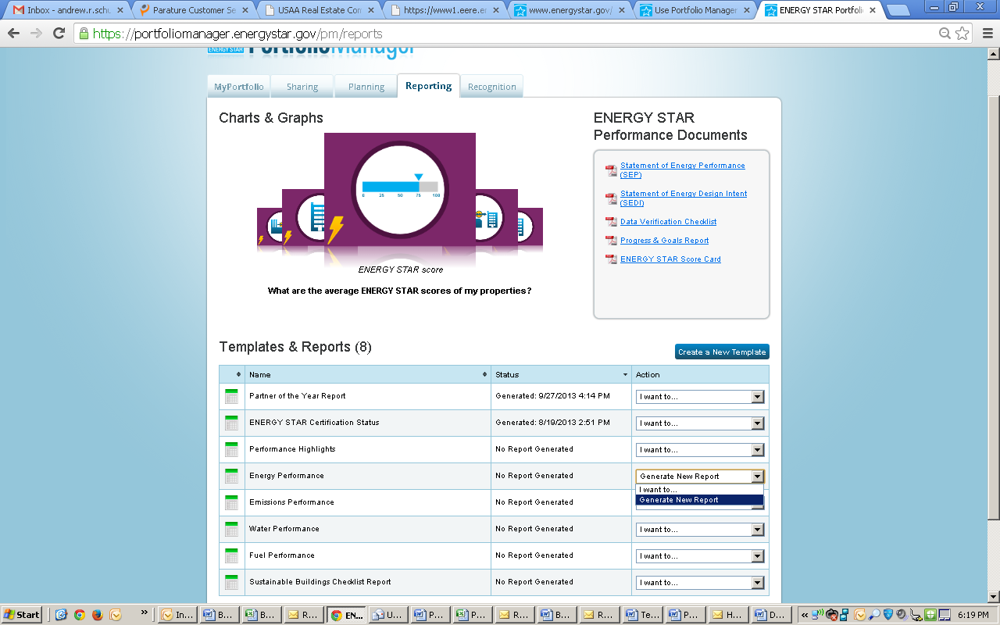 Inbox - andrew.r.schu
Parature Customer Se
USAA Real Estate Com
https://www1.eere.en
www.energystar.gov/
Use Portfolio Manager
ENERGY STAR Portfoli
https://portfoliomanager.energystar.gov/pm/reports
ENERGY STAR PortfolioManager
MyPortfolio
Sharing
Planning
Reporting
Recognition
Charts & Graphs
0 25 50 75 100
ENERGY STAR score
What are the average ENERGY STAR scores of my properties?
ENERGY STAR
Performance Documents
Statement of Energy Performance
(SEP)
Statement of Energy Design Intent
(SEDI)
Data Verification Checklist
Progress & Goals Report
ENERGY STAR Score Card
Templates & Reports (8)
Create a New Template
Name Status Action
Partner of the Year Report Generated: 9/27/2013 4:14 PM I want to...
ENERGY STAR Certification Status Generated: 8/19/2013 2:51 PM I want to...
Performance Highlights No Report Generated I want to...
Energy Performance No Report Generated Generate New Report
I want to...
Generate New Report
Emissions Performance No Report Generated
Water Performance No Report Generated I want to...
Fuel Performance No Report Generated I want to...
Sustainable Buildings Checklist Report No Report Generated I want to...
Start
In...
B...
R...
R...
EN...
U...
P...
P...
R...
B...
R...
Te...
P...
H...
D...
6:19 PM